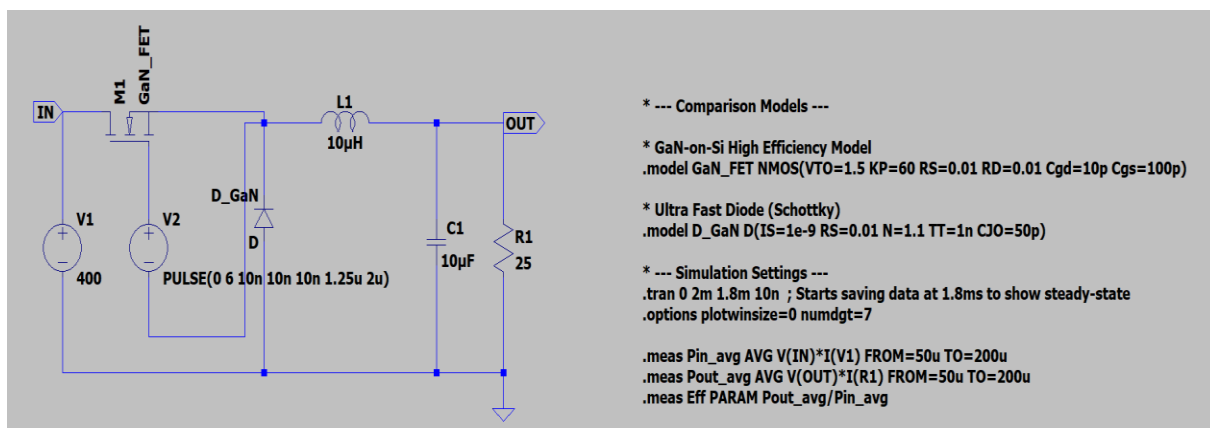 M1
GaN_FET
IN
L1
10µH
OUT
D_GaN
D
V1
400
V2
PULSE(0 6 10n 10n 10n 1.25u 2u)
C1
10µF
R1
25
* --- Comparison Models ---
* GaN-on-Si High Efficiency Model
.model GaN_FET NMOS(VTO=1.5 KP=60 RS=0.01 RD=0.01 Cgd=10p Cgs=100p)
* Ultra Fast Diode (Schottky)
.model D_GaN D(IS=1e-9 RS=0.01 N=1.1 TT=1n CJO=50p)
* --- Simulation Settings ---
.tran 0 2m 1.8m 10n  ; Starts saving data at 1.8ms to show steady-state
.options plotwinsize=0 numdgt=7
.meas Pin_avg AVG V(IN)*I(V1) FROM=50u TO=200u
.meas Pout_avg AVG V(OUT)*I(R1) FROM=50u TO=200u
.meas Eff PARAM Pout_avg/Pin_avg